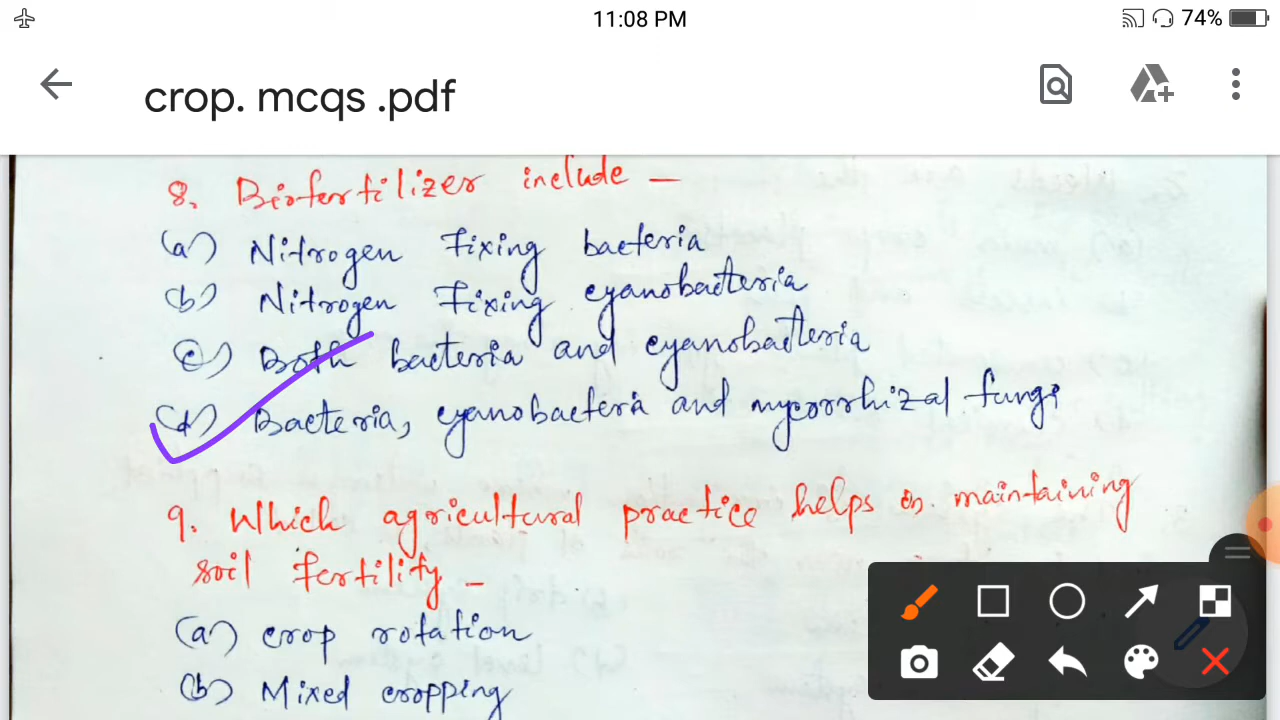 11:08 PM
74%
crop. mcqs .pdf
8. Biofertilizer include -
(a) Nitrogen Fixing bacteria
(b) Nitrogen Fixing cyanobacteria
(c) Both bacteria and cyanobacteria
(d) Bacteria, cyanobacteria and mycorrhizal fungi
9. Which agricultural practice helps in maintaining
soil fertility -
(a) crop rotation
(b) Mixed cropping